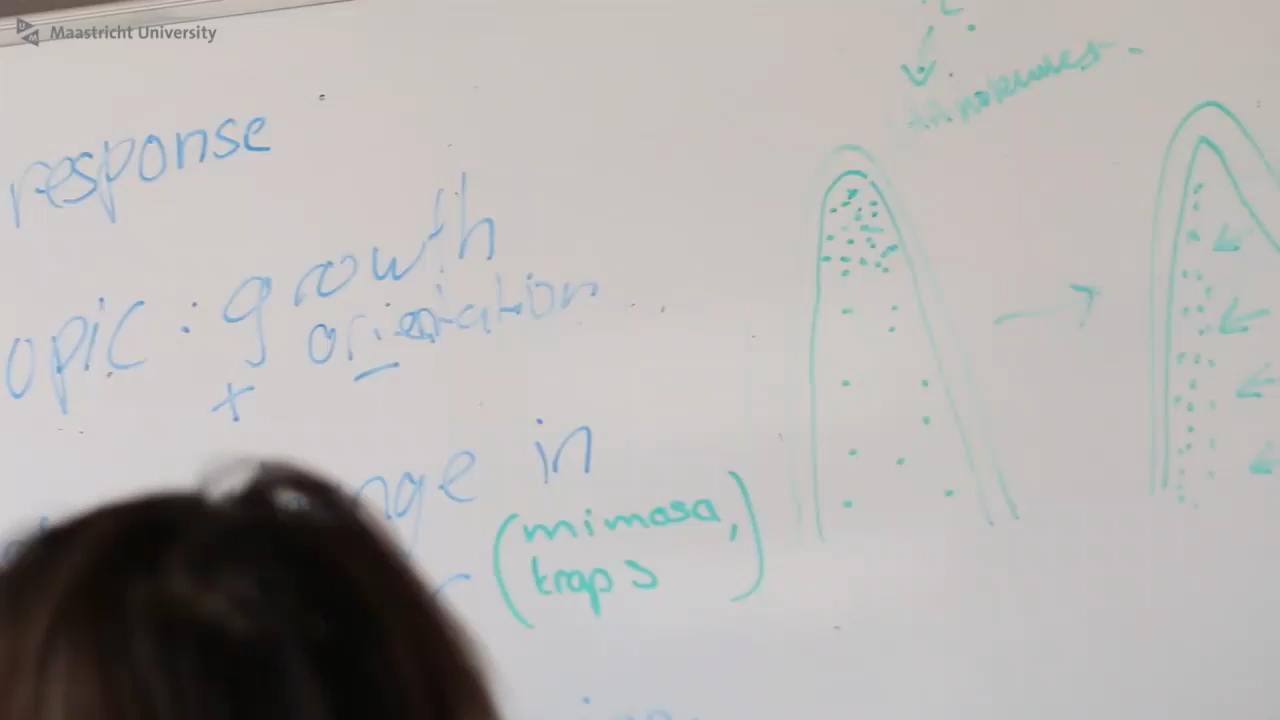 Maastricht University
response
opic : growth
+ orientation
nge in
(mimosa,
traps)